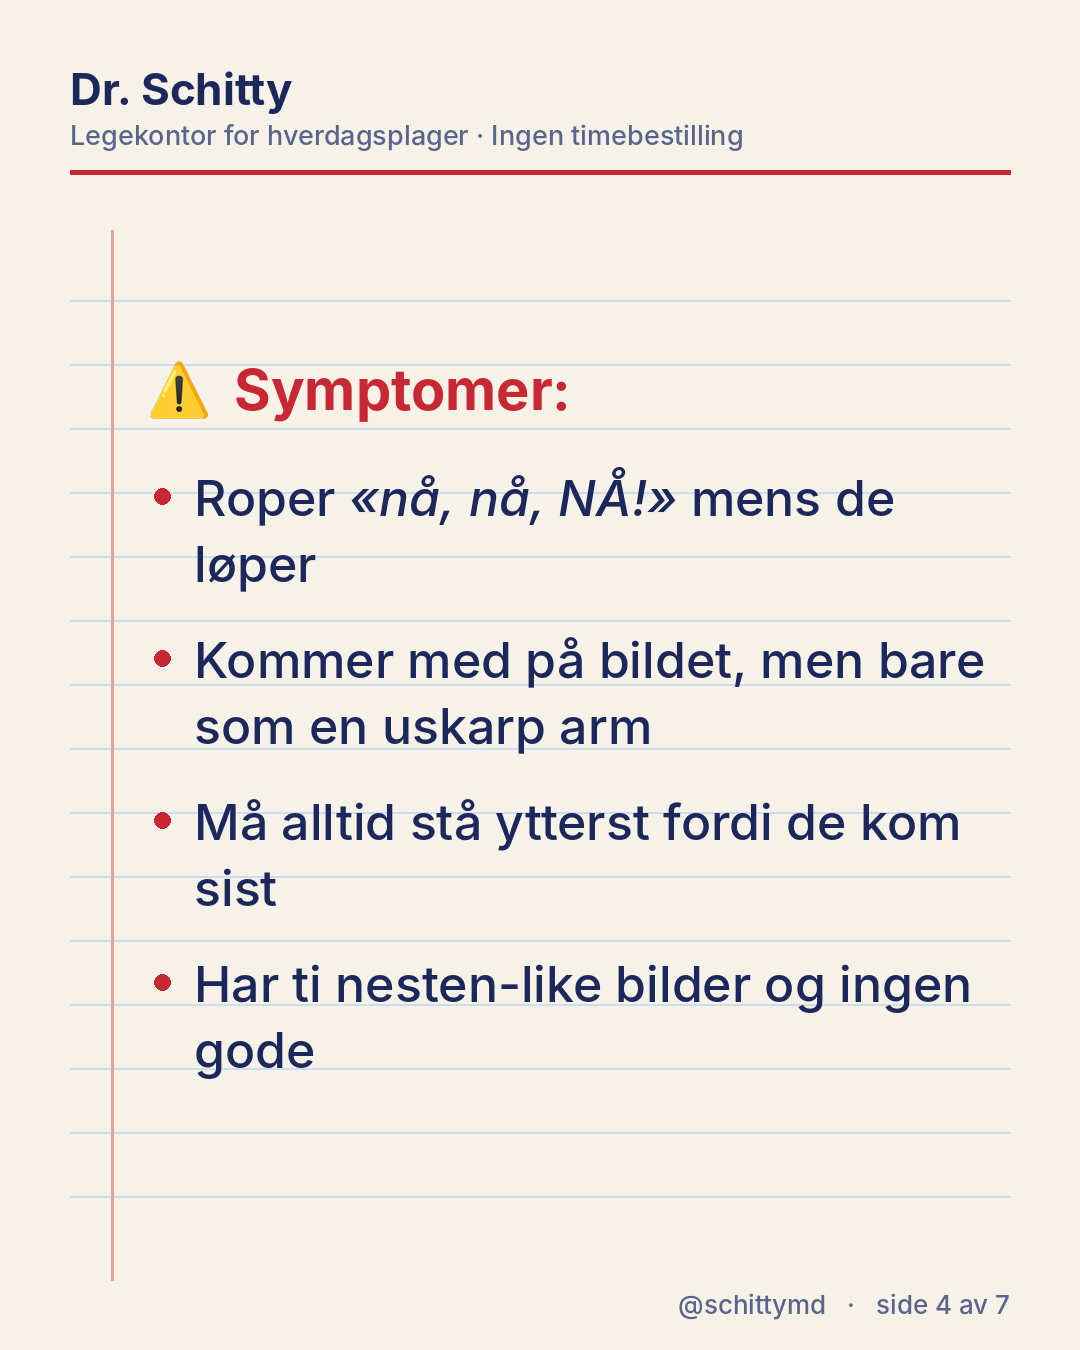 Dr. Schitty
Legekontor for hverdagsplager · Ingen timebestilling
⚠️ Symptomer:
• Roper «nå, nå, NÅ!» mens de
løper
• Kommer med på bildet, men bare
som en uskarp arm
• Må alltid stå ytterst fordi de kom
sist
• Har ti nesten-like bilder og ingen
gode
@schittymd · side 4 av 7